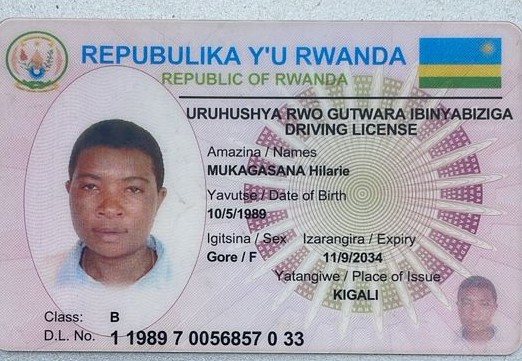 REPUBULIKA Y'U RWANDA
REPUBLIC OF RWANDA
URUHUSHYA RWO GUTWARA IBINYABIZIGA
DRIVING LICENSE
Amazina / Names
MUKAGASANA Hilarie
Yavutse / Date of Birth
10/5/1989
Igitsina / Sex Izarangira / Expiry
Gore / F 11/9/2034
Yatangiwe / Place of Issue
KIGALI
Class: B
D.L. No. 1 1989 7 0056857 0 33